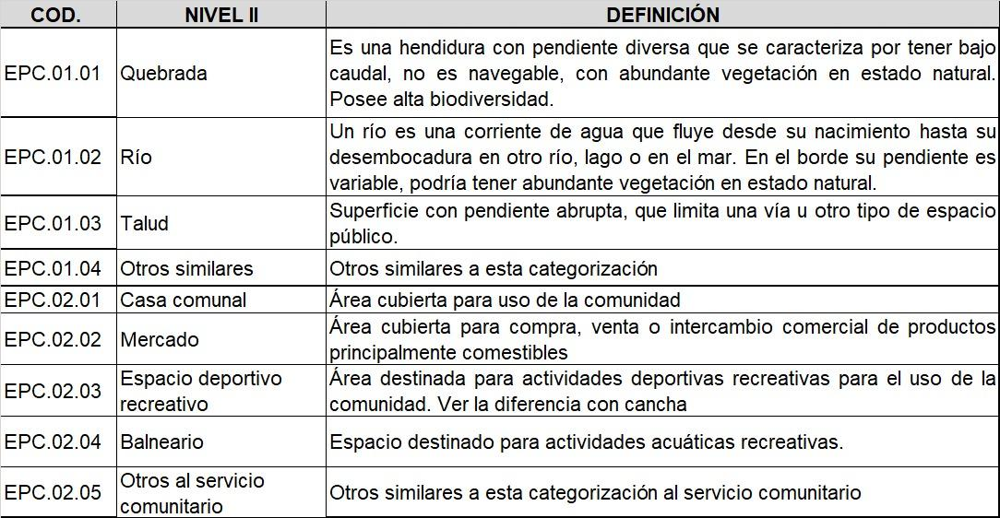 COD. NIVEL II DEFINICIÓN
EPC.01.01 Quebrada Es una hendidura con pendiente diversa que se caracteriza por tener bajo
caudal, no es navegable, con abundante vegetación en estado natural.
Posee alta biodiversidad.
EPC.01.02 Río Un río es una corriente de agua que fluye desde su nacimiento hasta su
desembocadura en otro río, lago o en el mar. En el borde su pendiente es
variable, podría tener abundante vegetación en estado natural.
EPC.01.03 Talud Superficie con pendiente abrupta, que limita una vía u otro tipo de espacio
público.
EPC.01.04 Otros similares Otros similares a esta categorización
EPC.02.01 Casa comunal Área cubierta para uso de la comunidad
EPC.02.02 Mercado Área cubierta para compra, venta o intercambio comercial de productos
principalmente comestibles
EPC.02.03 Espacio deportivo Área destinada para actividades deportivas recreativas para el uso de la
recreativo comunidad. Ver la diferencia con cancha
EPC.02.04 Balneario Espacio destinado para actividades acuáticas recreativas.
EPC.02.05 Otros al servicio Otros similares a esta categorización al servicio comunitario
comunitario